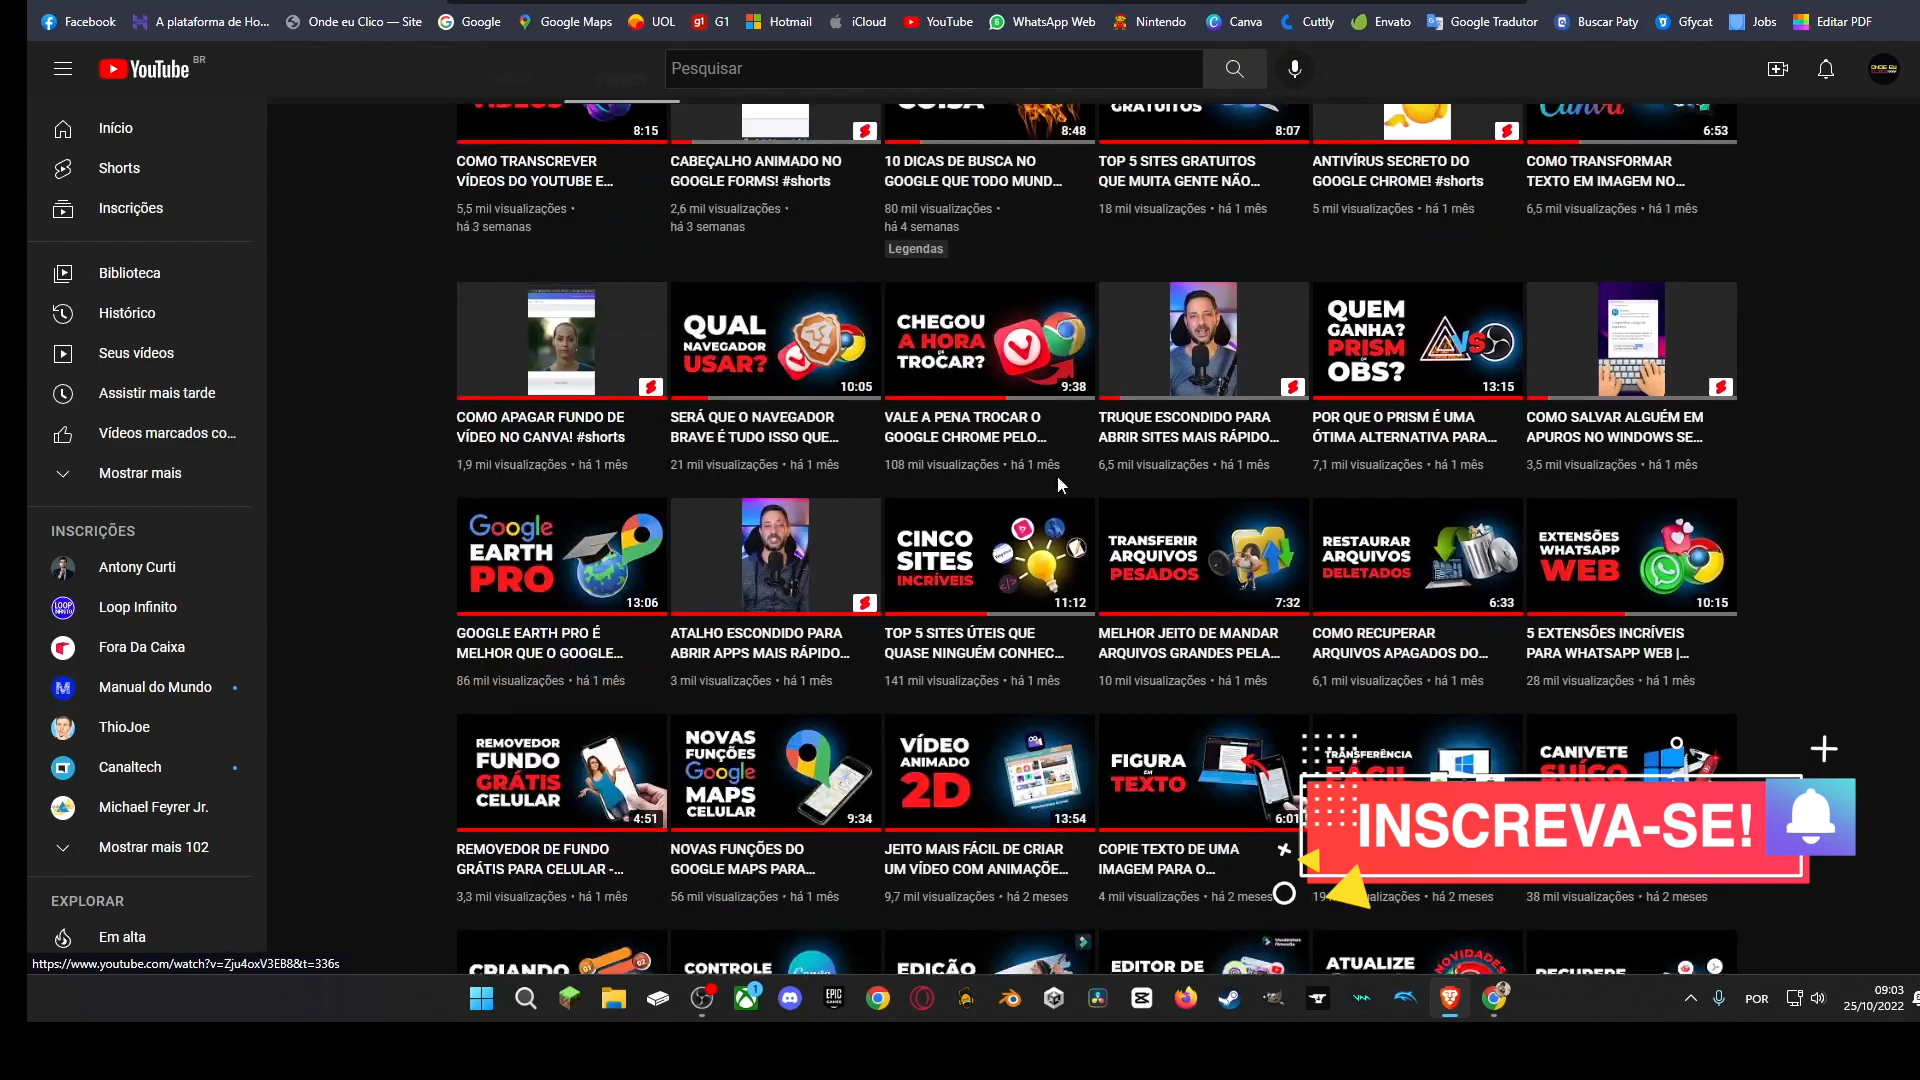 Facebook
A plataforma de Ho...
Onde eu Clico — Site
Google
Google Maps
UOL
G1
Hotmail
iCloud
YouTube
WhatsApp Web
Nintendo
Canva
Cuttly
Envato
Google Tradutor
Buscar Paty
Gfycat
Jobs
Editar PDF
YouTube BR
Pesquisar
Início
Shorts
Inscrições
Biblioteca
Histórico
Seus vídeos
Assistir mais tarde
Vídeos marcados co...
Mostrar mais
INSCRIÇÕES
Antony Curti
Loop Infinito
Fora Da Caixa
Manual do Mundo
ThioJoe
Canaltech
Michael Feyrer Jr.
Mostrar mais 102
EXPLORAR
Em alta
8:15
8:48
GRATUITOS
8:07
Canva
6:53
COMO TRANSCREVER
VÍDEOS DO YOUTUBE E...
5,5 mil visualizações •
há 3 semanas
CABEÇALHO ANIMADO NO
GOOGLE FORMS! #shorts
2,6 mil visualizações •
há 3 semanas
10 DICAS DE BUSCA NO
GOOGLE QUE TODO MUND...
80 mil visualizações •
há 4 semanas
Legendas
TOP 5 SITES GRATUITOS
QUE MUITA GENTE NÃO...
18 mil visualizações • há 1 mês
ANTIVÍRUS SECRETO DO
GOOGLE CHROME! #shorts
5 mil visualizações • há 1 mês
COMO TRANSFORMAR
TEXTO EM IMAGEM NO...
6,5 mil visualizações • há 1 mês
COMO APAGAR FUNDO DE
VÍDEO NO CANVA! #shorts
1,9 mil visualizações • há 1 mês
QUAL
NAVEGADOR
USAR?
10:05
SERÁ QUE O NAVEGADOR
BRAVE É TUDO ISSO QUE...
21 mil visualizações • há 1 mês
CHEGOU
A HORA
DE
TROCAR?
9:38
VALE A PENA TROCAR O
GOOGLE CHROME PELO...
108 mil visualizações • há 1 mês
TRUQUE ESCONDIDO PARA
ABRIR SITES MAIS RÁPIDO...
6,5 mil visualizações • há 1 mês
QUEM
GANHA?
PRISM
OU
OBS?
VS
13:15
POR QUE O PRISM É UMA
ÓTIMA ALTERNATIVA PARA...
7,1 mil visualizações • há 1 mês
COMO SALVAR ALGUÉM EM
APUROS NO WINDOWS SE...
3,5 mil visualizações • há 1 mês
Google
EARTH
PRO
13:06
GOOGLE EARTH PRO É
MELHOR QUE O GOOGLE...
86 mil visualizações • há 1 mês
ATALHO ESCONDIDO PARA
ABRIR APPS MAIS RÁPIDO...
3 mil visualizações • há 1 mês
CINCO
SITES
INCRÍVEIS
11:12
TOP 5 SITES ÚTEIS QUE
QUASE NINGUÉM CONHEC...
141 mil visualizações • há 1 mês
TRANSFERIR
ARQUIVOS
PESADOS
7:32
MELHOR JEITO DE MANDAR
ARQUIVOS GRANDES PELA...
10 mil visualizações • há 1 mês
RESTAURAR
ARQUIVOS
DELETADOS
6:33
COMO RECUPERAR
ARQUIVOS APAGADOS DO...
6,1 mil visualizações • há 1 mês
EXTENSÕES
WHATSAPP
WEB
10:15
5 EXTENSÕES INCRÍVEIS
PARA WHATSAPP WEB |...
28 mil visualizações • há 1 mês
REMOVEDOR
FUNDO
GRÁTIS
CELULAR
4:51
REMOVEDOR DE FUNDO
GRÁTIS PARA CELULAR -...
3,3 mil visualizações • há 1 mês
NOVAS
FUNÇÕES
Google
MAPS
CELULAR
9:34
NOVAS FUNÇÕES DO
GOOGLE MAPS PARA...
56 mil visualizações • há 1 mês
VÍDEO
ANIMADO
2D
13:54
JEITO MAIS FÁCIL DE CRIAR
UM VÍDEO COM ANIMAÇÕE...
9,7 mil visualizações • há 2 meses
FIGURA
EM
TEXTO
6:01
COPIE TEXTO DE UMA
IMAGEM PARA O...
4 mil visualizações • há 2 meses
TRANSFERÊNCIA
FÁCIL
há 2 meses
CANIVETE
SUÍÇO
38 mil visualizações • há 2 meses
INSCREVA-SE!
CRIANDO
CONTROLE
EDIÇÃO
EDITOR DE
ATUALIZE
NOVIDADES
RECUPERE
https://www.youtube.com/watch?v=Zju4oxV3EB8&t=336s
POR
09:03
25/10/2022